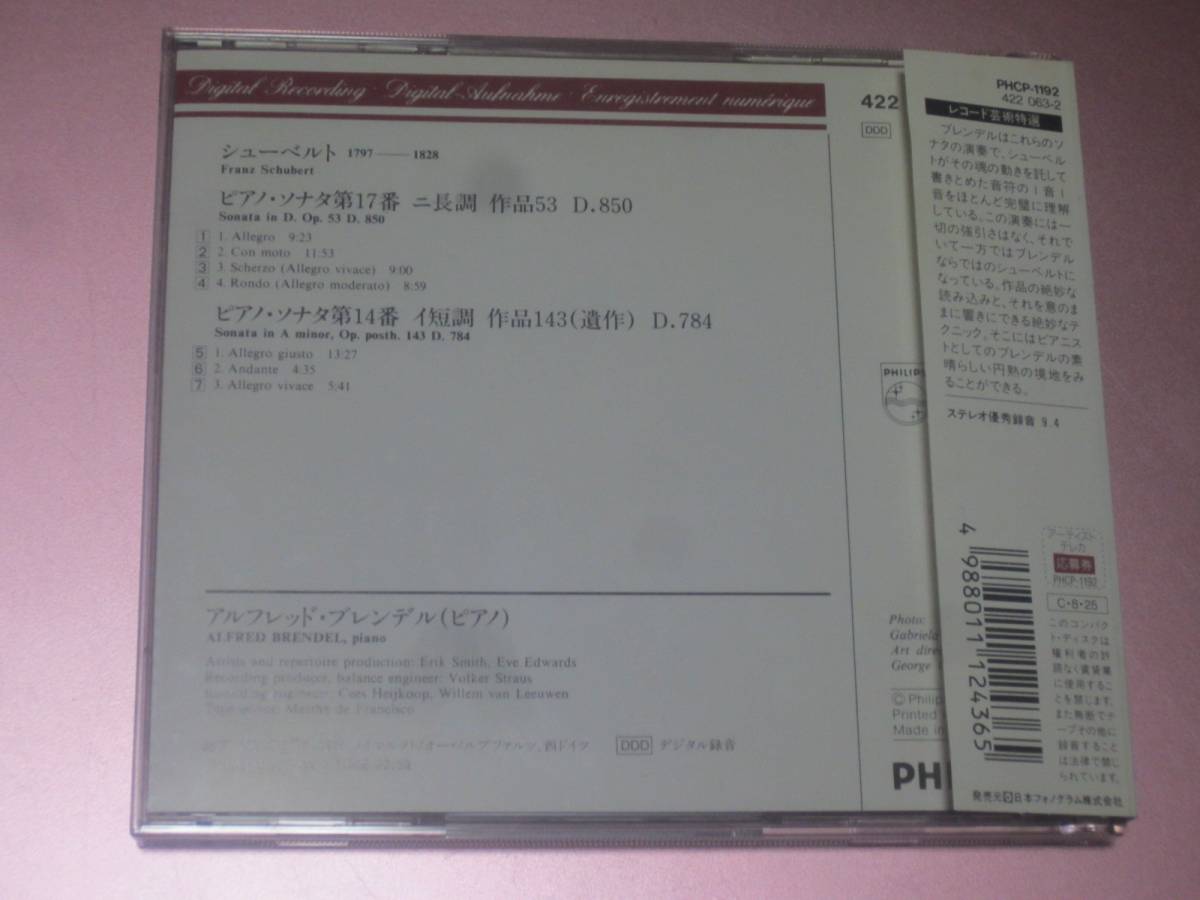 Digital Recording · Digital-Aufnahme · Enregistrement numérique
シューベルト 1797——1828
Franz Schubert
ピアノ・ソナタ第17番 ニ長調 作品53 D.850
Sonata in D. Op. 53 D. 850
1 1. Allegro 9:23
2 2. Con moto 11:53
3 3. Scherzo (Allegro vivace) 9:00
4 4. Rondo (Allegro moderato) 8:59
ピアノ・ソナタ第14番 イ短調 作品143(遺作) D.784
Sonata in A minor, Op. posth. 143 D. 784
5 1. Allegro giusto 13:27
6 2. Andante 4:35
7 3. Allegro vivace 5:41
アルフレッド・ブレンデル(ピアノ)
ALFRED BRENDEL, piano
Artists and repertoire production: Erik Smith, Eve Edwards
Recording producer, balance engineer: Volker Straus
Recording engineer: Cees Heijkoop, Willem van Leeuwen
Tape editor: Martha de Francisco
西ドイツ DDD デジタル録音
422
DDD
PHILIPS
Photo:
Gabriela
Art dire
George
© Philip
Printed
Made in
PH
PHCP-1192
422 063-2
レコード芸術特選
ブレンデルはこれらのソ
ナタの演奏で、シューベル
トがその魂の動きを託して
書きとめた音符の1音1
音をほとんど完璧に理解
している。この演奏には一
切の強引さはなく、それで
いて一方ではブレンデル
ならではのシューベルトに
なっている。作品の絶妙な
読み込みと、それを意のま
まに響きにできる絶妙なテ
クニック。そこにはピアニス
トとしてのブレンデルの素
晴らしい円熟の境地をみ
ることができる。
ステレオ優秀録音 9.4
アーティスト
テレカ
応募券
PHCP-1192
C・8・25
4 988011 124365
このコンパク
ト・ディスクは
権利者の許
諾なく賃貸業
に使用するこ
とを禁じます。
また無断でテ
ープその他に
録音すること
は法律で禁じ
られています。
発売元 日本フォノグラム株式会社